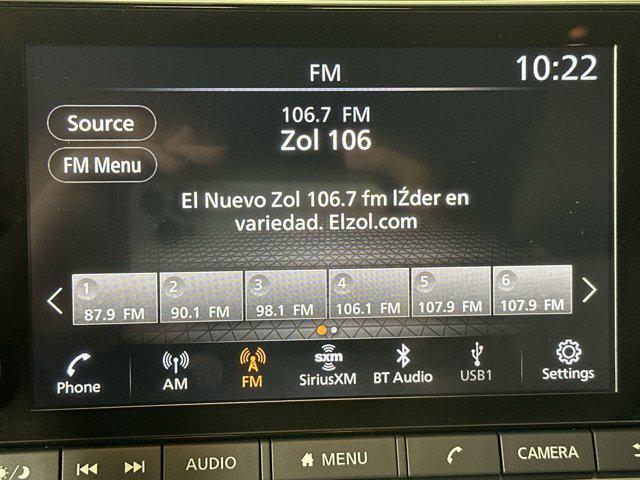 FM
10:22
Source
106.7 FM
Zol 106
FM Menu
El Nuevo Zol 106.7 fm lŹder en
variedad. Elzol.com
1 2 3 4 5 6
87.9 FM 90.1 FM 98.1 FM 106.1 FM 107.9 FM 107.9 FM
sxm
Phone AM FM SiriusXM BT Audio USB1 Settings
AUDIO MENU CAMERA